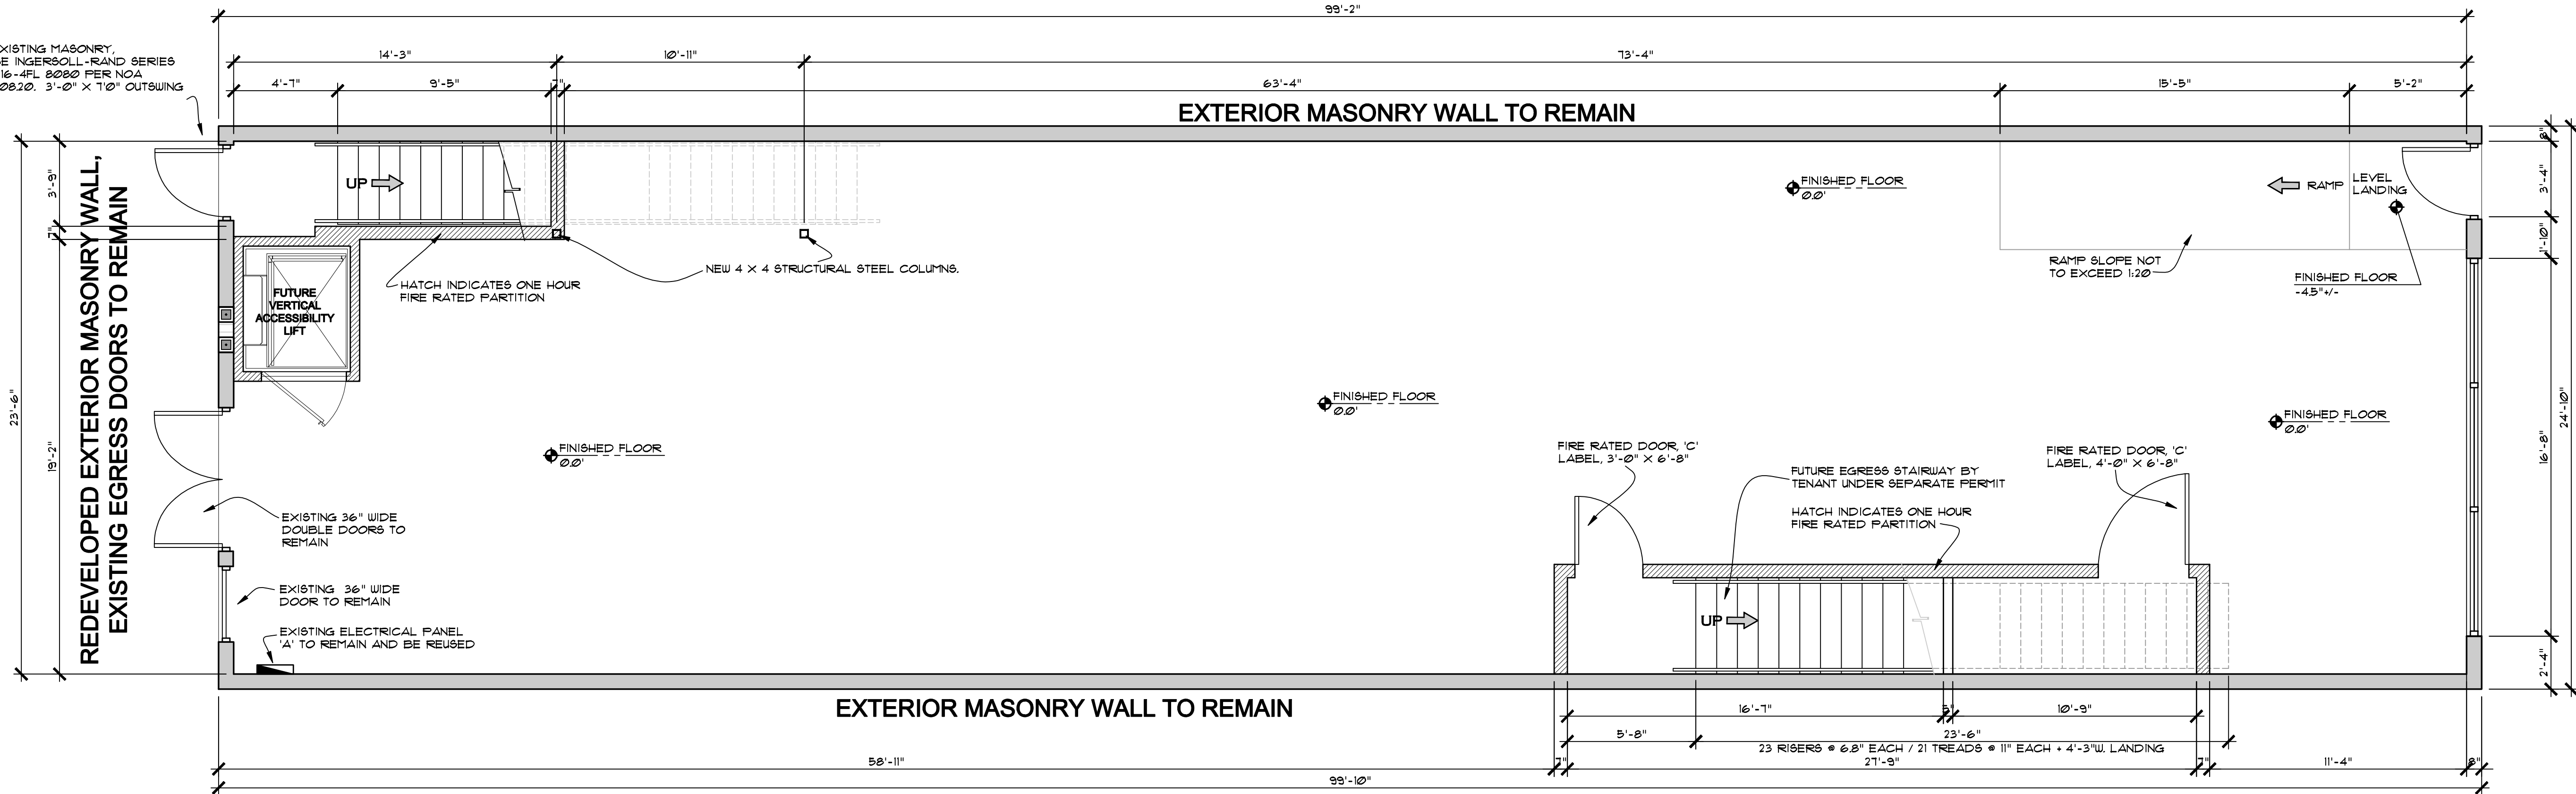 99'-2"
XISTING MASONRY,
SE INGERSOLL-RAND SERIES
16-4FL 8080 PER NOA
08.20. 3'-0" X 7'0" OUTSWING
14'-3"
10'-11"
73'-4"
4'-7"
9'-5"
7"
63'-4"
15'-5"
5'-2"
EXTERIOR MASONRY WALL TO REMAIN
REDEVELOPED EXTERIOR MASONRY WALL,
EXISTING EGRESS DOORS TO REMAIN
23'-6"
3'-9"
7"
19'-2"
UP
FINISHED FLOOR
0.0'
RAMP
LEVEL
LANDING
8"
3'-4"
1'-10"
16'-8"
2'-4"
24'-10"
NEW 4 X 4 STRUCTURAL STEEL COLUMNS.
HATCH INDICATES ONE HOUR
FIRE RATED PARTITION
RAMP SLOPE NOT
TO EXCEED 1:20
FINISHED FLOOR
-4.5"+/-
FUTURE
VERTICAL
ACCESSIBILITY
LIFT
FINISHED FLOOR
0.0'
FINISHED FLOOR
0.0'
FINISHED FLOOR
0.0'
FIRE RATED DOOR, 'C'
LABEL, 3'-0" X 6'-8"
FIRE RATED DOOR, 'C'
LABEL, 4'-0" X 6'-8"
FUTURE EGRESS STAIRWAY BY
TENANT UNDER SEPARATE PERMIT
HATCH INDICATES ONE HOUR
FIRE RATED PARTITION
EXISTING 36" WIDE
DOUBLE DOORS TO
REMAIN
EXISTING 36" WIDE
DOOR TO REMAIN
EXISTING ELECTRICAL PANEL
'A' TO REMAIN AND BE REUSED
UP
EXTERIOR MASONRY WALL TO REMAIN
16'-7"
5"
10'-9"
5'-8"
23'-6"
23 RISERS @ 6.8" EACH / 21 TREADS @ 11" EACH + 4'-3"W. LANDING
58'-11"
7"
27'-9"
7"
11'-4"
8"
99'-10"